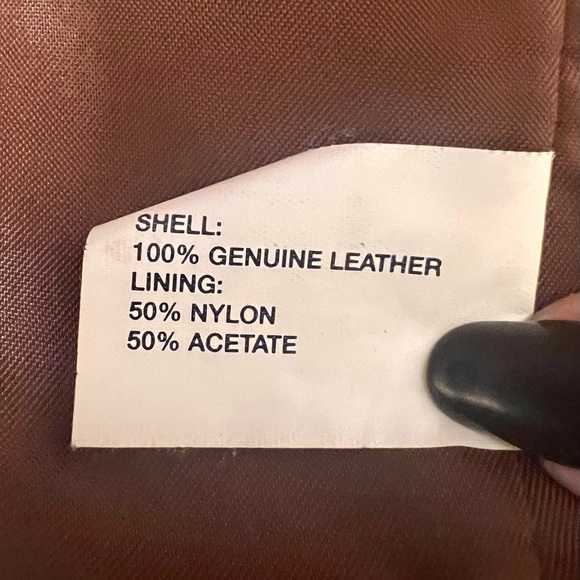 SHELL:
100% GENUINE LEATHER
LINING:
50% NYLON
50% ACETATE